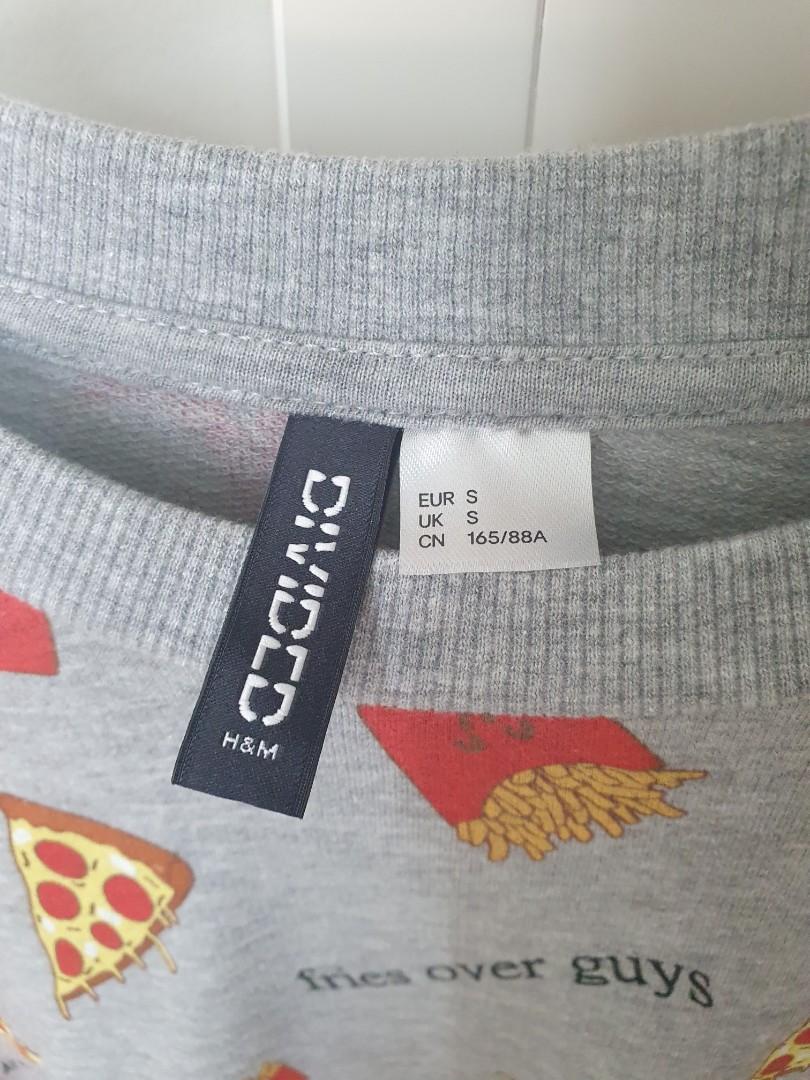 DIVIDED
H&M
EUR S
UK S
CN 165/88A
fries over guys